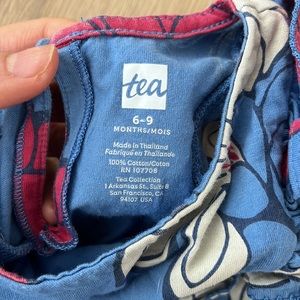 tea
6-9
MONTHS/MOIS
Made in Thailand
Fabriqué en Thaïlande
100% Cotton/Coton
RN 107708
Tea Collection
1 Arkansas St., Suite B
San Francisco, CA
94107 USA